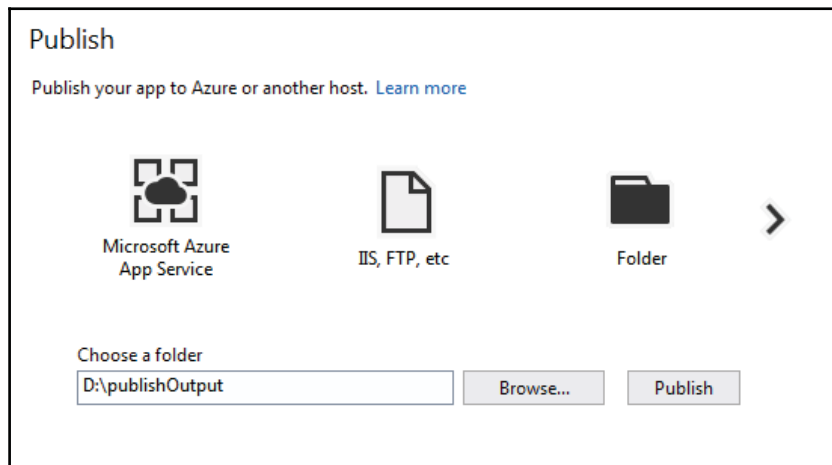 Publish
Publish your app to Azure or another host. Learn more
Microsoft Azure
App Service
IIS, FTP, etc
Folder
Choose a folder
D:\publishOutput
Browse...
Publish